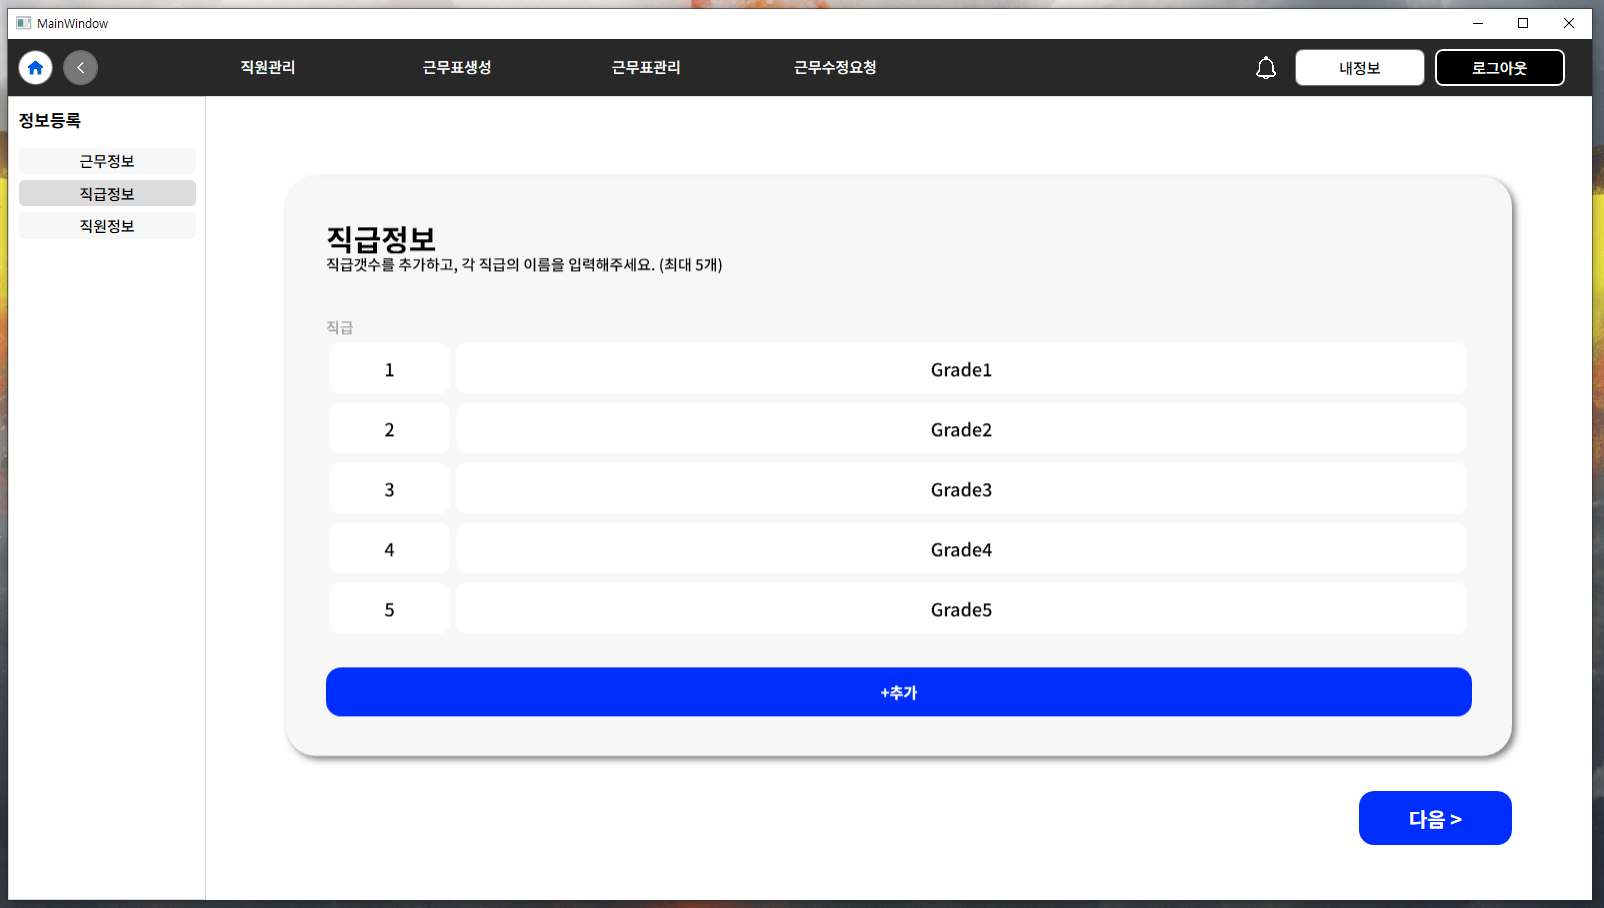 MainWindow
직원관리 근무표생성 근무표관리 근무수정요청 내정보 로그아웃
정보등록
근무정보
직급정보
직원정보
직급정보
직급갯수를 추가하고, 각 직급의 이름을 입력해주세요. (최대 5개)
직급
1 Grade1
2 Grade2
3 Grade3
4 Grade4
5 Grade5
+추가
다음 >